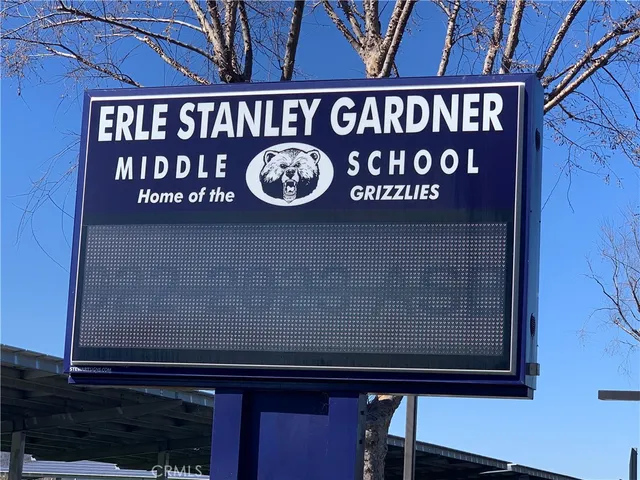 ERLE STANLEY GARDNER
MIDDLE SCHOOL
Home of the GRIZZLIES
CRMLS